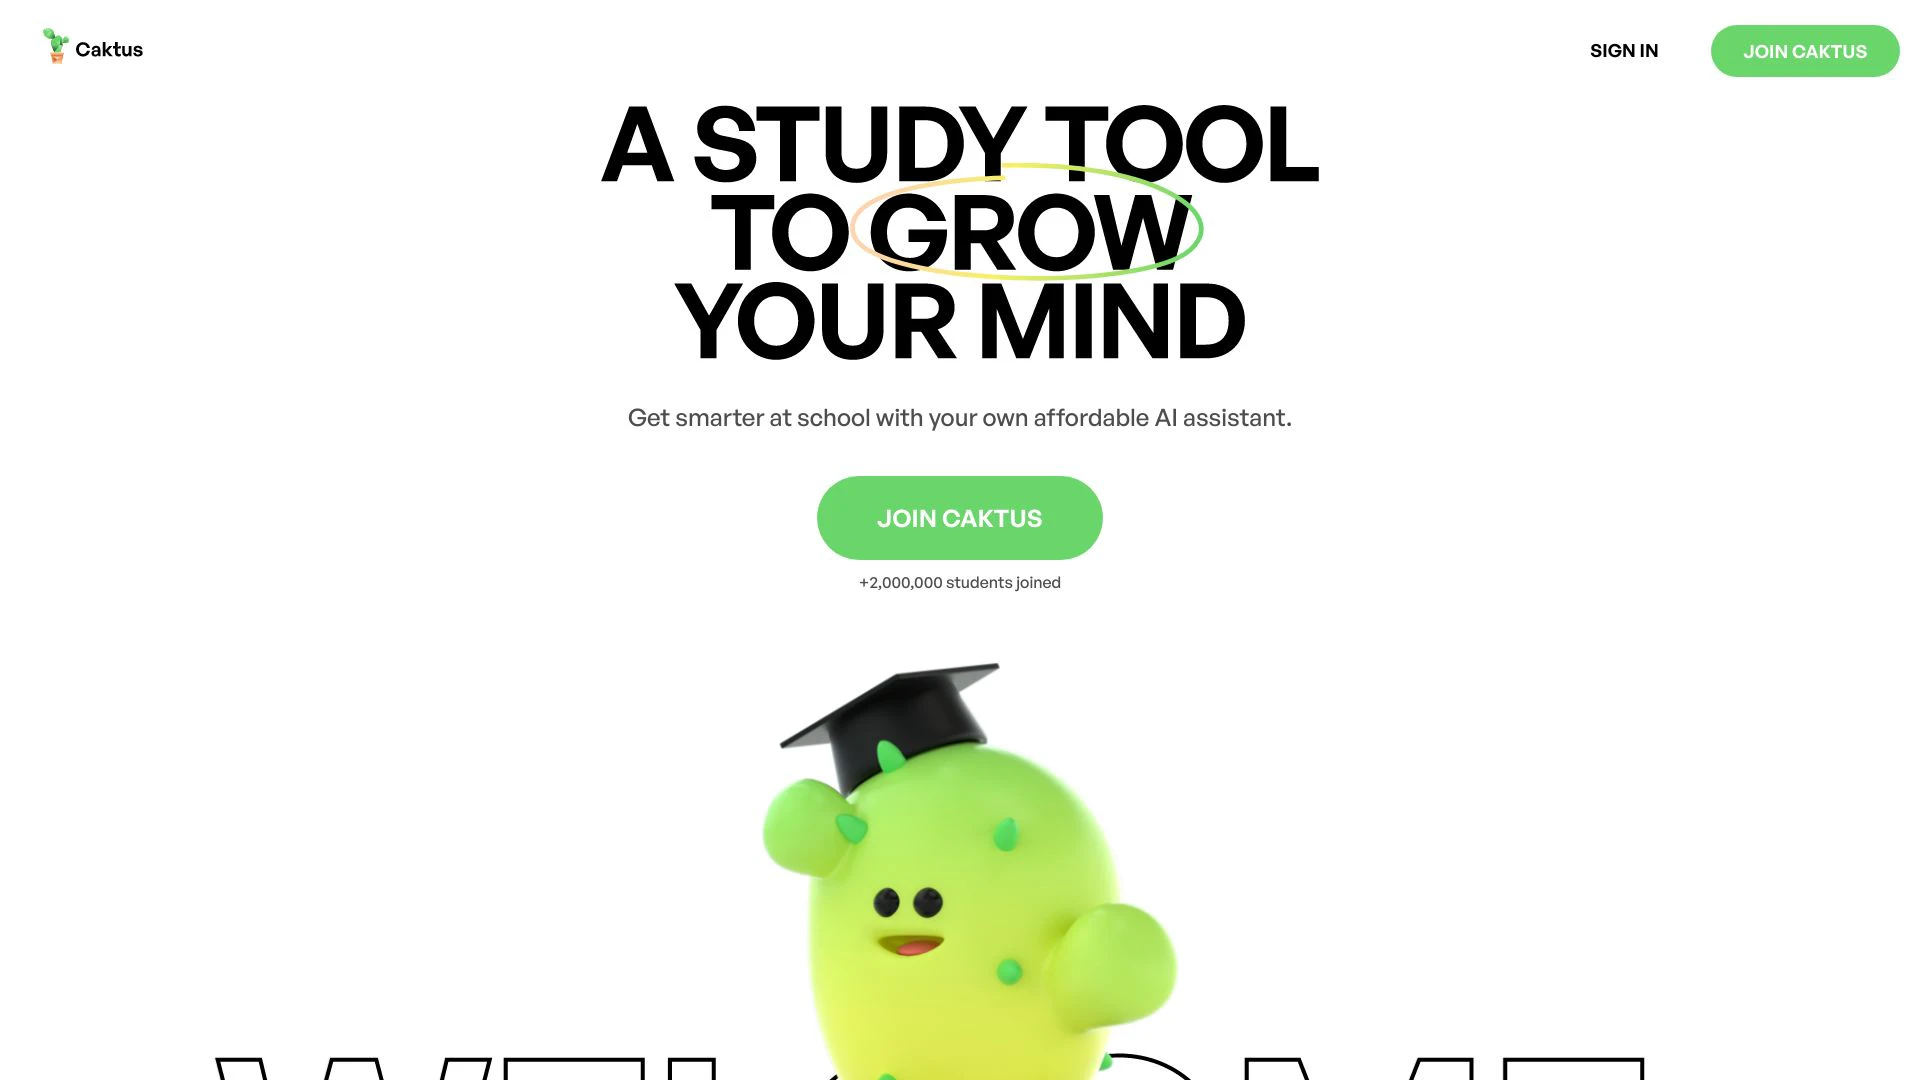 Caktus
SIGN IN
JOIN CAKTUS
A STUDY TOOL
TO GROW
YOUR MIND
Get smarter at school with your own affordable AI assistant.
JOIN CAKTUS
+2,000,000 students joined